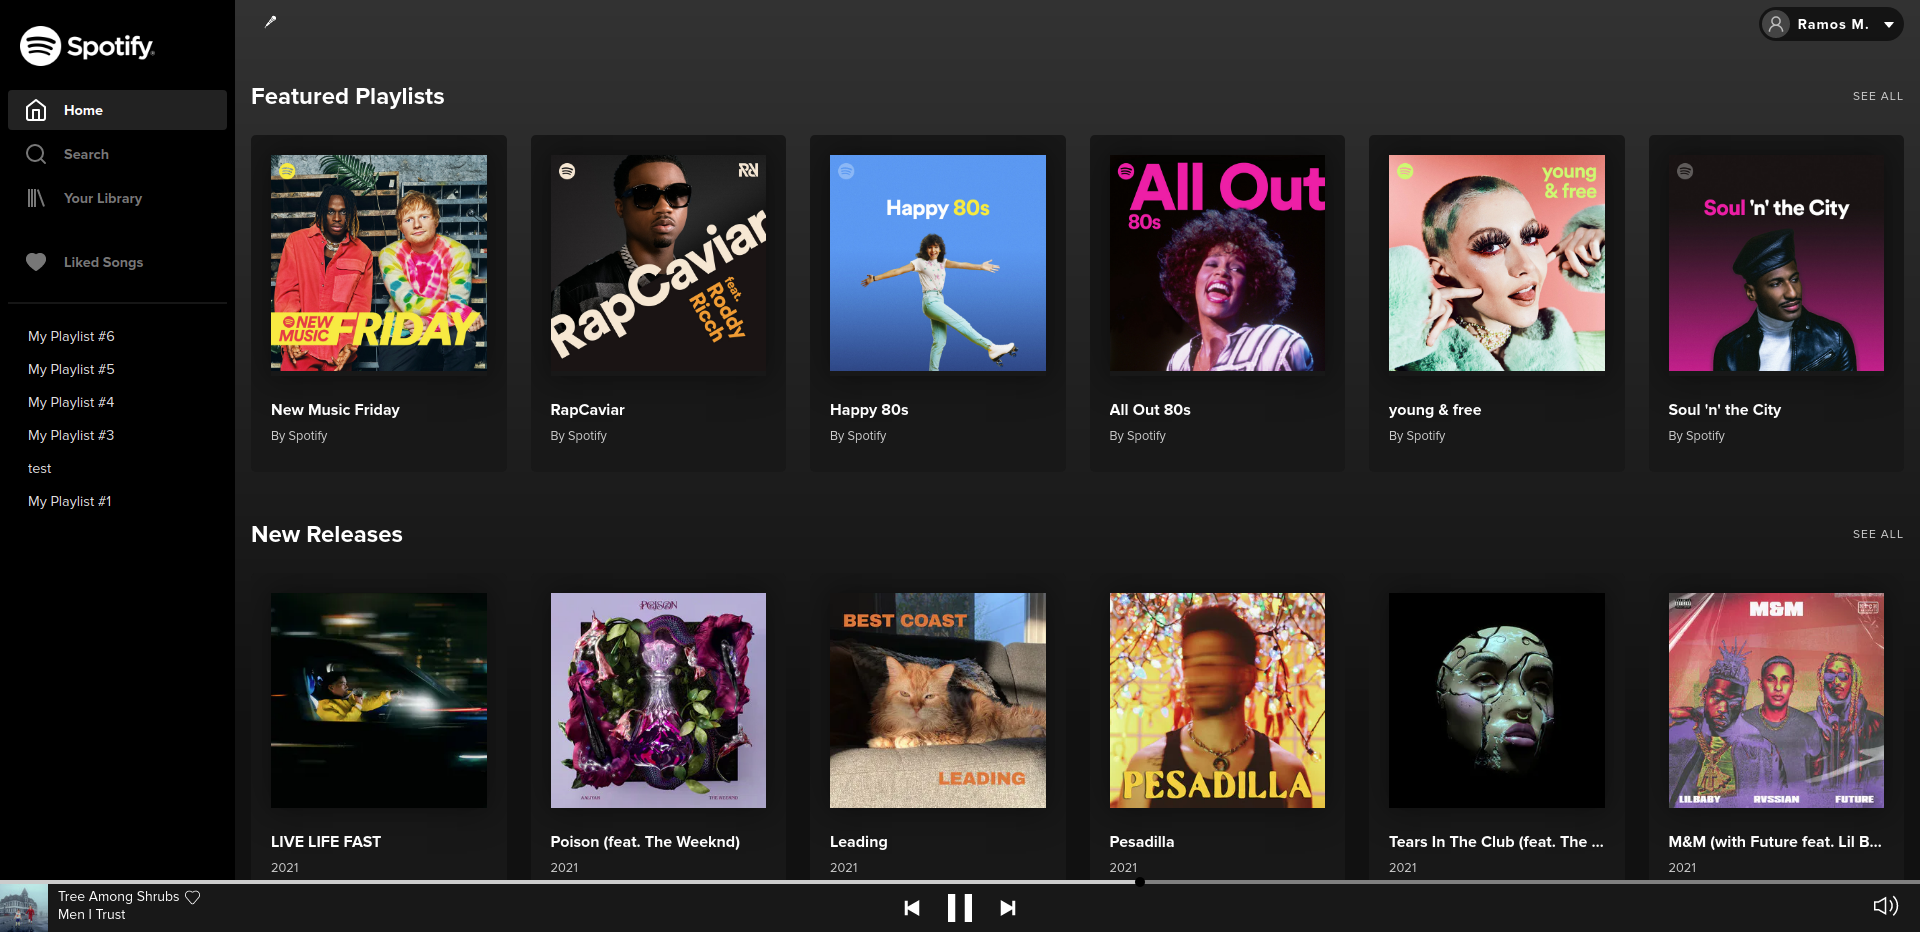 Spotify
Home
Search
Your Library
Liked Songs
My Playlist #6
My Playlist #5
My Playlist #4
My Playlist #3
test
My Playlist #1
Ramos M.
Featured Playlists
SEE ALL
NEW MUSIC FRIDAY
New Music Friday
By Spotify
RapCaviar
feat. Roddy Ricch
RapCaviar
By Spotify
Happy 80s
Happy 80s
By Spotify
All Out
80s
All Out 80s
By Spotify
young
& free
young & free
By Spotify
Soul 'n' the City
Soul 'n' the City
By Spotify
New Releases
SEE ALL
LIVE LIFE FAST
2021
POISON
Poison (feat. The Weeknd)
2021
BEST COAST
LEADING
Leading
2021
PESADILLA
Pesadilla
2021
Tears In The Club (feat. The ...
2021
M&M
LIL BABY RVSSIAN FUTURE
M&M (with Future feat. Lil B...
2021
Tree Among Shrubs
Men I Trust